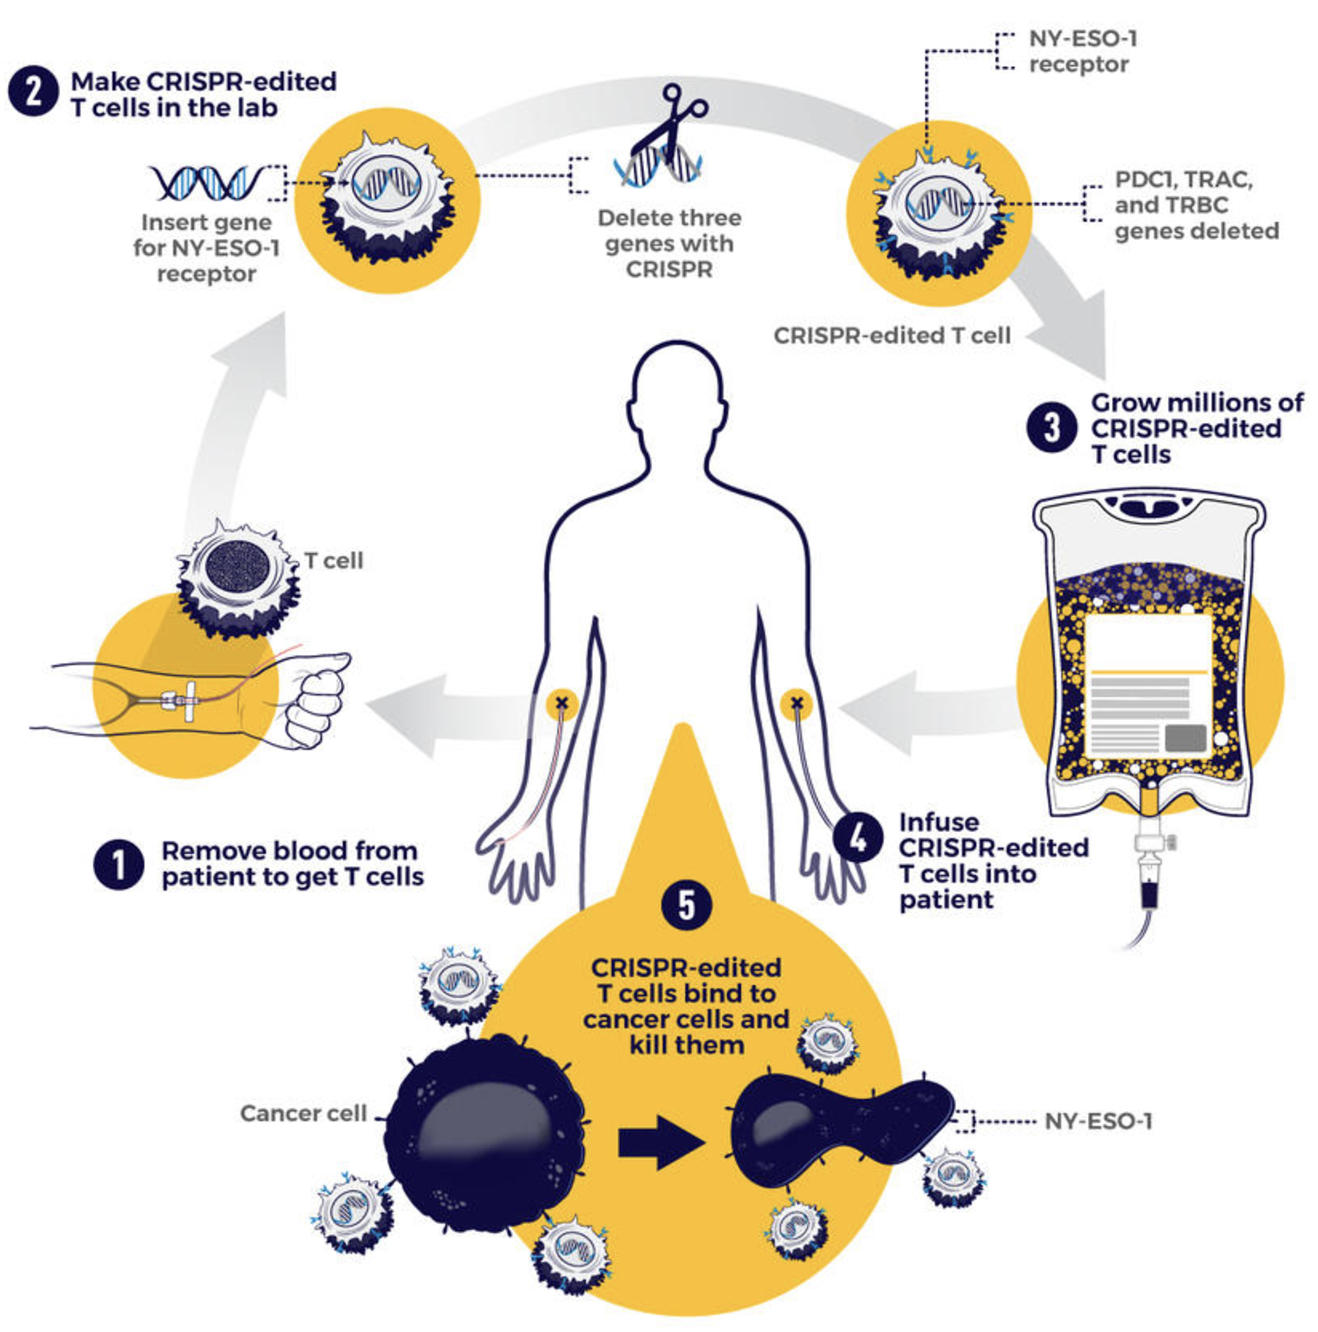 NY-ESO-1
receptor
2
Make CRISPR-edited
T cells in the lab
Insert gene
for NY-ESO-1
receptor
Delete three
genes with
CRISPR
PDC1, TRAC,
and TRBC
genes deleted
CRISPR-edited T cell
3
Grow millions of
CRISPR-edited
T cells
T cell
1
Remove blood from
patient to get T cells
4
Infuse
CRISPR-edited
T cells into
patient
5
CRISPR-edited
T cells bind to
cancer cells and
kill them
Cancer cell
NY-ESO-1